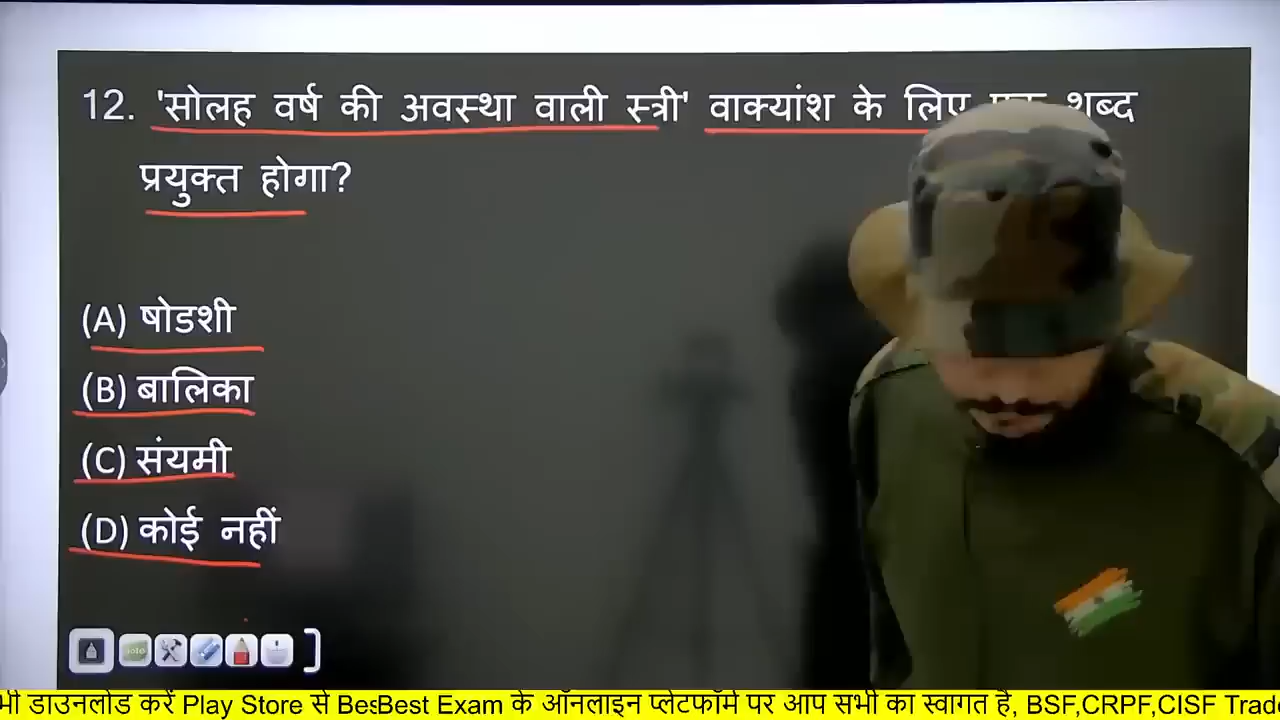 12. 'सोलह वर्ष की अवस्था वाली स्त्री' वाक्यांश के लिए शब्द
प्रयुक्त होगा?
(A) षोडशी
(B) बालिका
(C) संयमी
(D) कोई नहीं
भी डाउनलोड करें Play Store से BesBest Exam के ऑनलाइन प्लेटफॉर्म पर आप सभी का स्वागत है, BSF,CRPF,CISF Trad